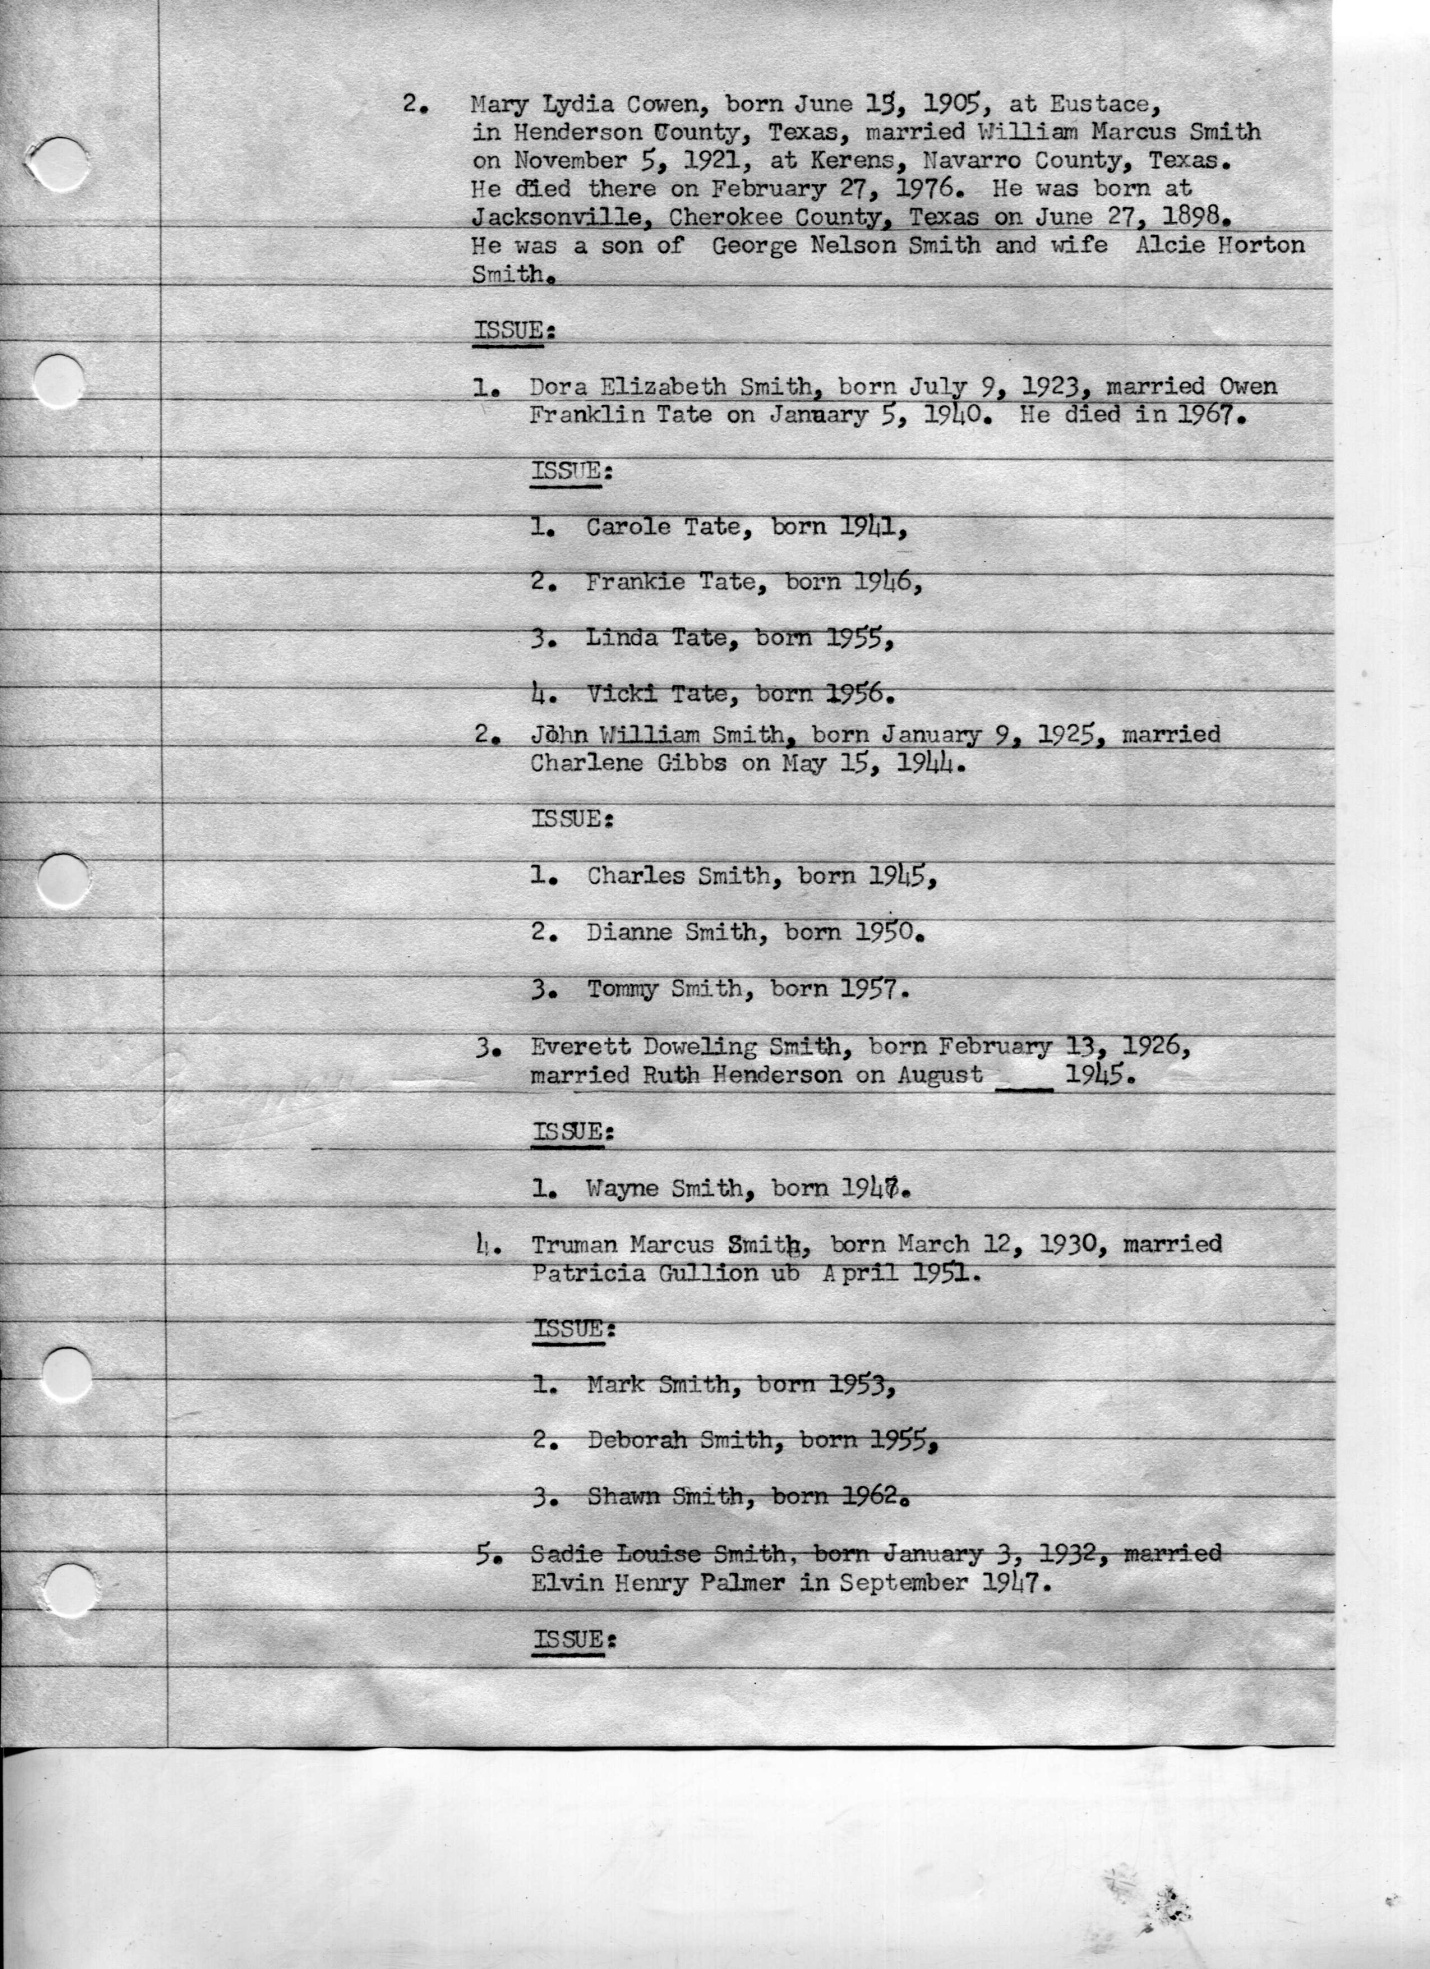 2. Mary Lydia Cowen, born June 15, 1905, at Eustace,
in Henderson County, Texas, married William Marcus Smith
on November 5, 1921, at Kerens, Navarro County, Texas.
He died there on February 27, 1976. He was born at
Jacksonville, Cherokee County, Texas on June 27, 1898.
He was a son of George Nelson Smith and wife Alcie Horton
Smith.
ISSUE:
1. Dora Elizabeth Smith, born July 9, 1923, married Owen
Franklin Tate on January 5, 1940. He died in 1967.
ISSUE:
1. Carole Tate, born 1941,
2. Frankie Tate, born 1946,
3. Linda Tate, born 1955,
4. Vicki Tate, born 1956.
2. John William Smith, born January 9, 1925, married
Charlene Gibbs on May 15, 1944.
ISSUE:
1. Charles Smith, born 1945,
2. Dianne Smith, born 1950.
3. Tommy Smith, born 1957.
3. Everett Doweling Smith, born February 13, 1926,
married Ruth Henderson on August ____ 1945.
ISSUE:
1. Wayne Smith, born
4. Truman Marcus Smith, born March 12, 1930, married
Patricia Gullion ub April 1951.
ISSUE:
1. Mark Smith, born 1953,
2. Deborah Smith, born 1955,
3. Shawn Smith, born 1962.
5. Sadie Louise Smith, born January 3, 1932, married
Elvin Henry Palmer in September 1947.
ISSUE: